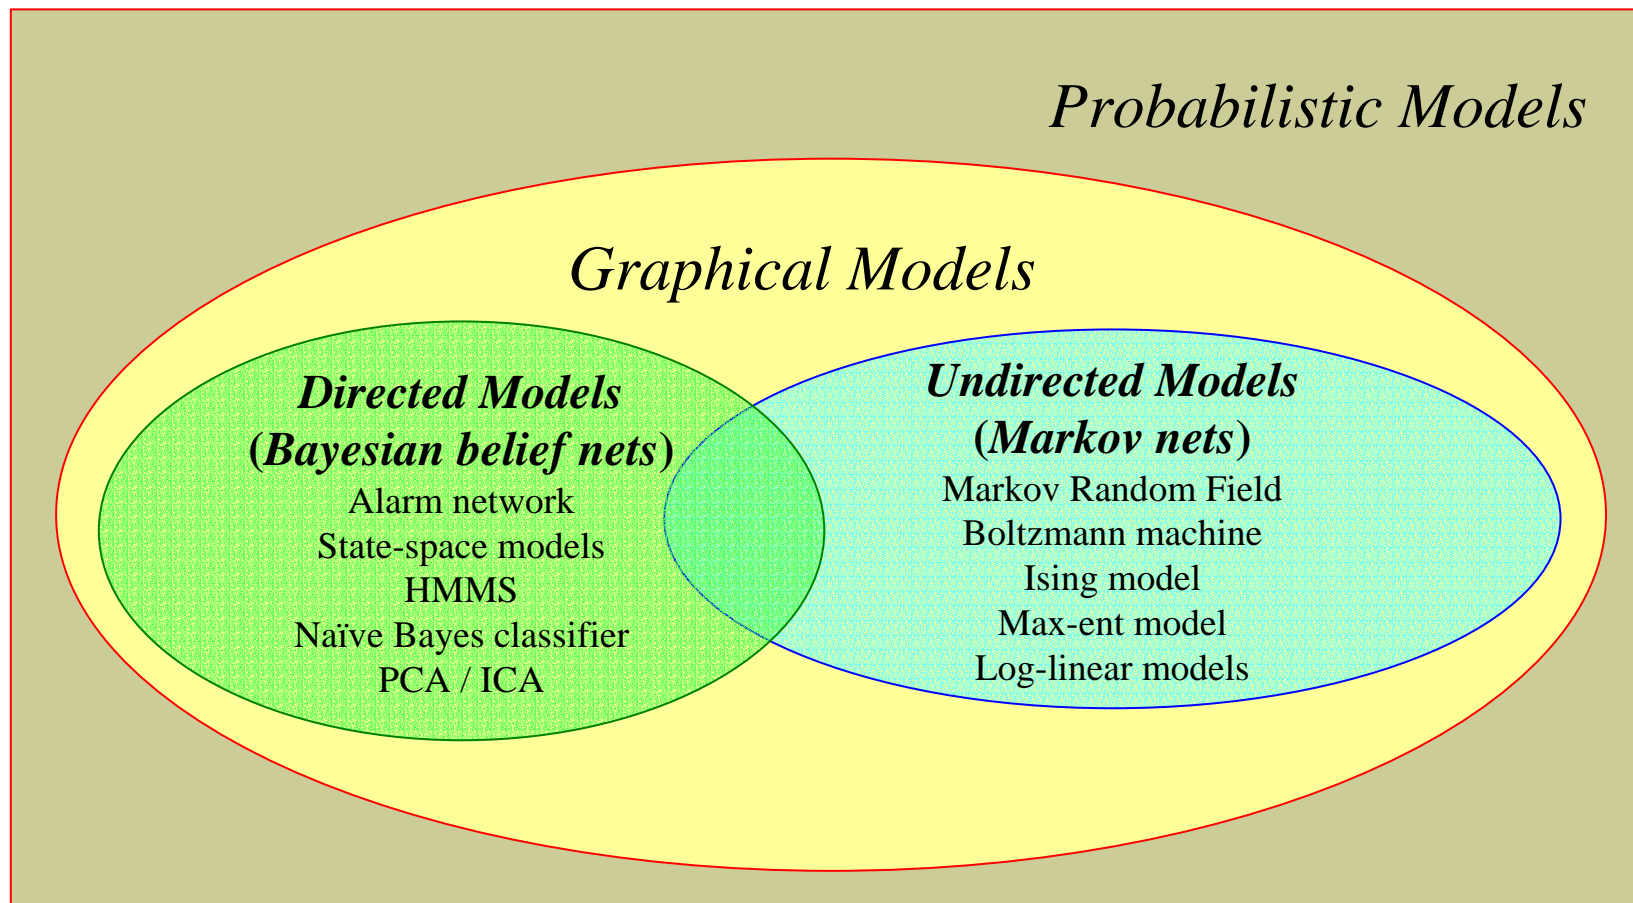 Probabilistic Models
Graphical Models
Directed Models
(Bayesian belief nets)
Alarm network
State-space models
HMMS
Naïve Bayes classifier
PCA / ICA
Undirected Models
(Markov nets)
Markov Random Field
Boltzmann machine
Ising model
Max-ent model
Log-linear models